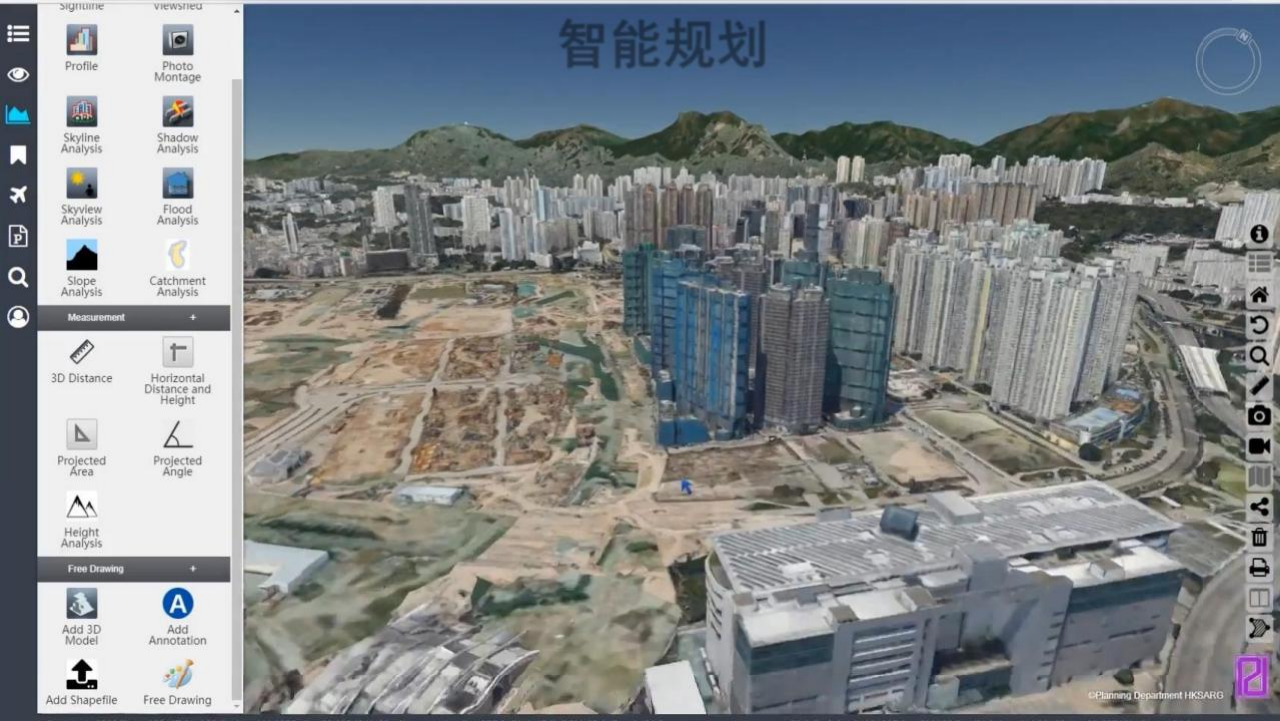 Sightline
Viewshed
Profile
Photo
Montage
Skyline
Analysis
Shadow
Analysis
Skyview
Analysis
Flood
Analysis
Slope
Analysis
Catchment
Analysis
Measurement +
3D Distance
Horizontal
Distance and
Height
Projected
Area
Projected
Angle
Height
Analysis
Free Drawing +
Add 3D
Model
A
Add
Annotation
Add Shapefile
Free Drawing
P
智能规划
N
©Planning Department HKSARG